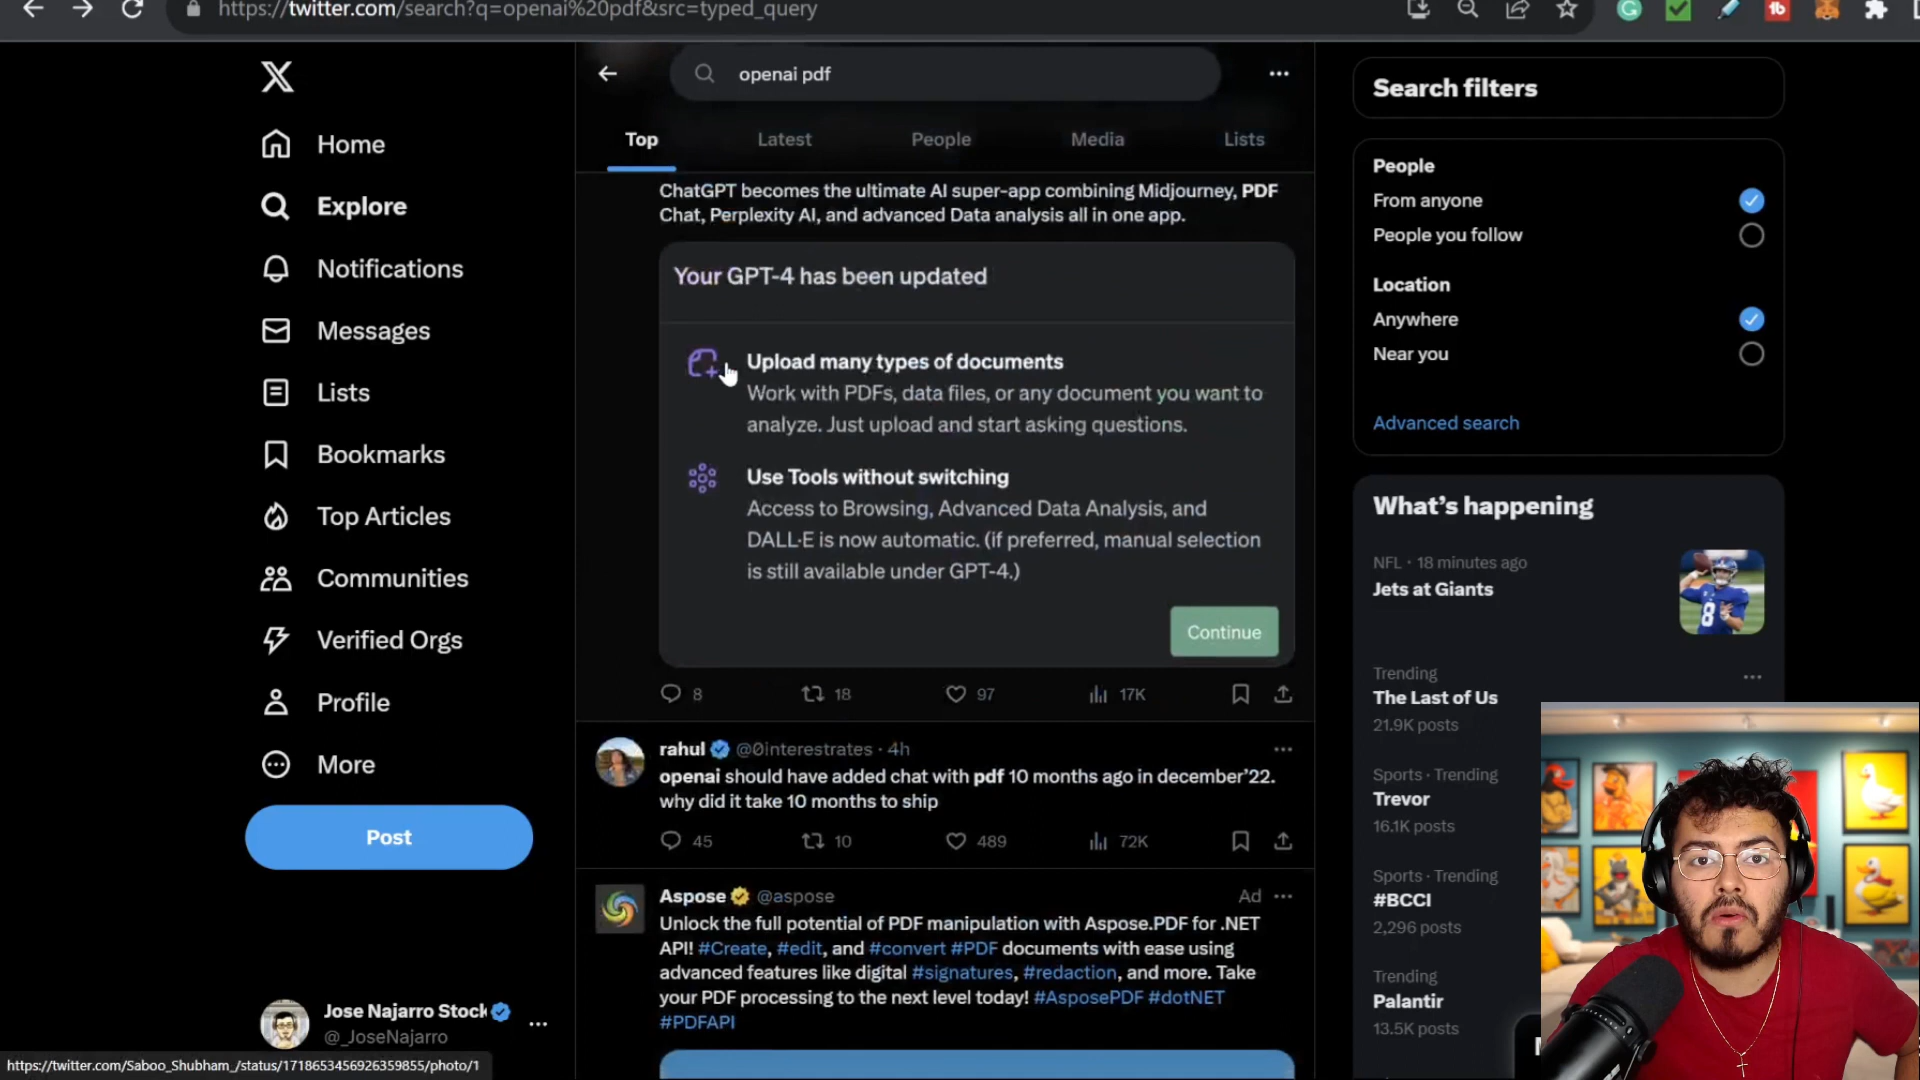 https://twitter.com/search?q=openai%20pdf&src=typed_query
Home
Explore
Notifications
Messages
Lists
Bookmarks
Top Articles
Communities
Verified Orgs
Profile
More
Post
Jose Najarro Stock
@_JoseNajarro
https://twitter.com/Saboo_Shubham_/status/1718653456926359855/photo/1
openai pdf
Top
Latest
People
Media
Lists
ChatGPT becomes the ultimate AI super-app combining Midjourney, PDF
Chat, Perplexity AI, and advanced Data analysis all in one app.
Your GPT-4 has been updated
Upload many types of documents
Work with PDFs, data files, or any document you want to
analyze. Just upload and start asking questions.
Use Tools without switching
Access to Browsing, Advanced Data Analysis, and
DALL·E is now automatic. (if preferred, manual selection
is still available under GPT-4.)
Continue
8 18 97 17K
rahul @0interestrates · 4h
openai should have added chat with pdf 10 months ago in december'22.
why did it take 10 months to ship
45 10 489 72K
Aspose @aspose Ad
Unlock the full potential of PDF manipulation with Aspose.PDF for .NET
API! #Create, #edit, and #convert #PDF documents with ease using
advanced features like digital #signatures, #redaction, and more. Take
your PDF processing to the next level today! #AsposePDF #dotNET
#PDFAPI
Search filters
People
From anyone
People you follow
Location
Anywhere
Near you
Advanced search
What's happening
NFL · 18 minutes ago
Jets at Giants
8
Trending
The Last of Us
21.9K posts
Sports · Trending
Trevor
16.1K posts
Sports · Trending
#BCCI
2,296 posts
Trending
Palantir
13.5K posts